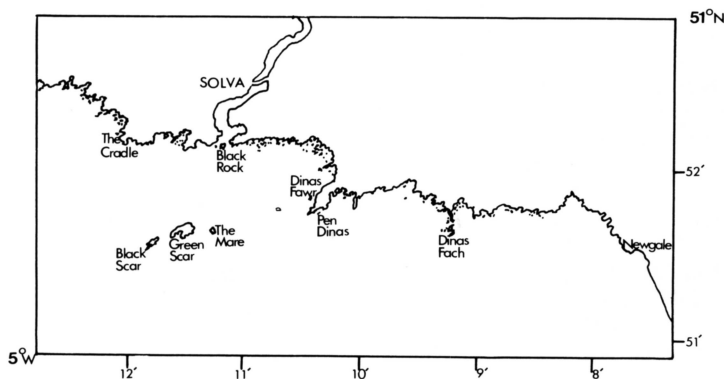 51°N
SOLVA
The
Cradle
Black
Rock
Dinas
Fawr
52′
Pen
Dinas
The
Mare
Green
Scar
Black
Scar
Dinas
Fach
Newgale
51′
5°W
12′
11′
10′
9′
8′